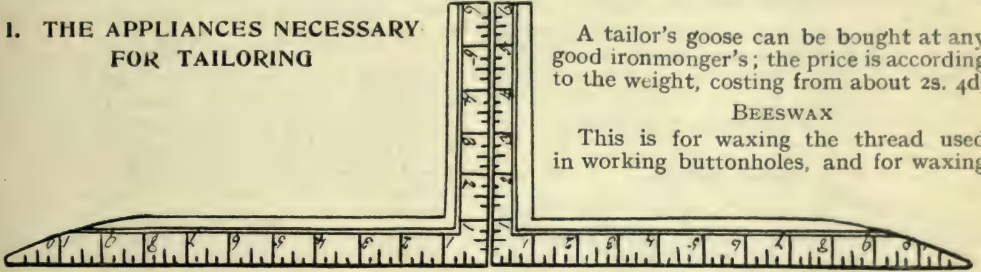 1. THE APPLIANCES NECESSARY
FOR TAILORING
A tailor's goose can be bought at any
good ironmonger's; the price is according
to the weight, costing from about 2s. 4d
BEESWAX
This is for waxing the thread used
in working buttonholes, and for waxing